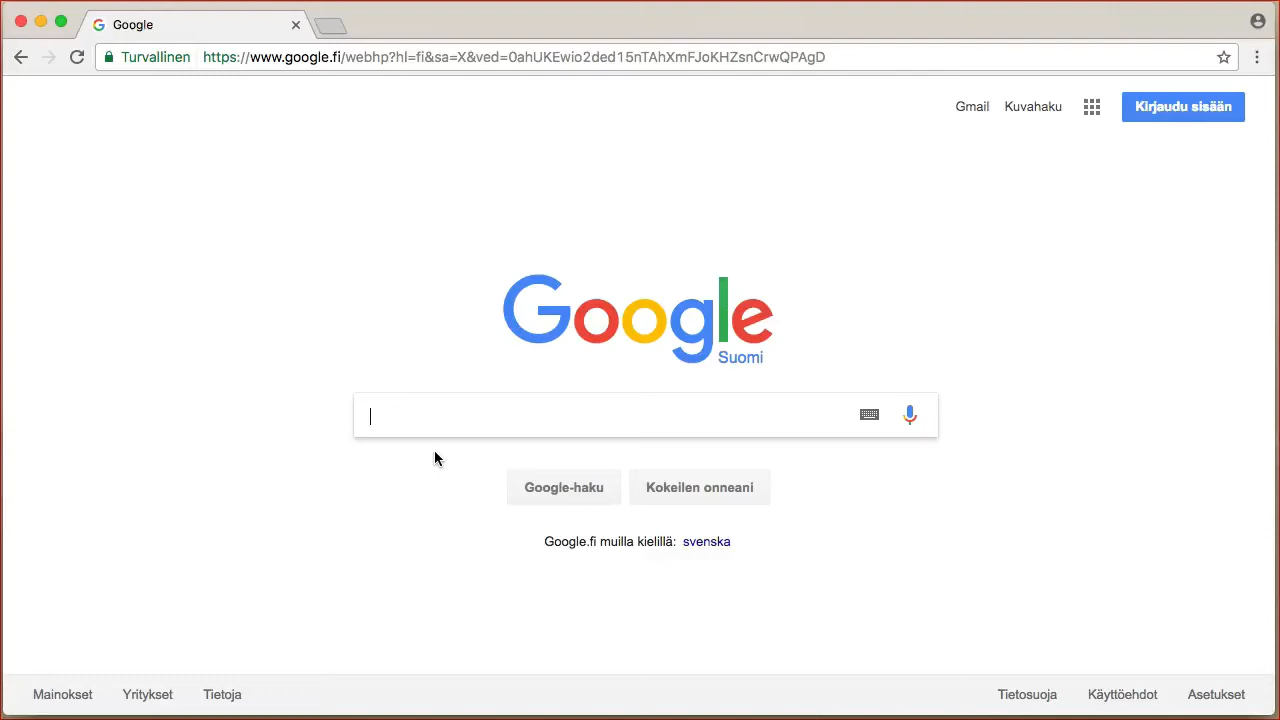 Google
Turvallinen https://www.google.fi/webhp?hl=fi&sa=X&ved=0ahUKEwio2ded15nTAhXmFJoKHZsnCrwQPAgD
Gmail Kuvahaku Kirjaudu sisään
Google
Suomi
Google-haku Kokeilen onneani
Google.fi muilla kielillä: svenska
Mainokset Yritykset Tietoja Tietosuoja Käyttöehdot Asetukset